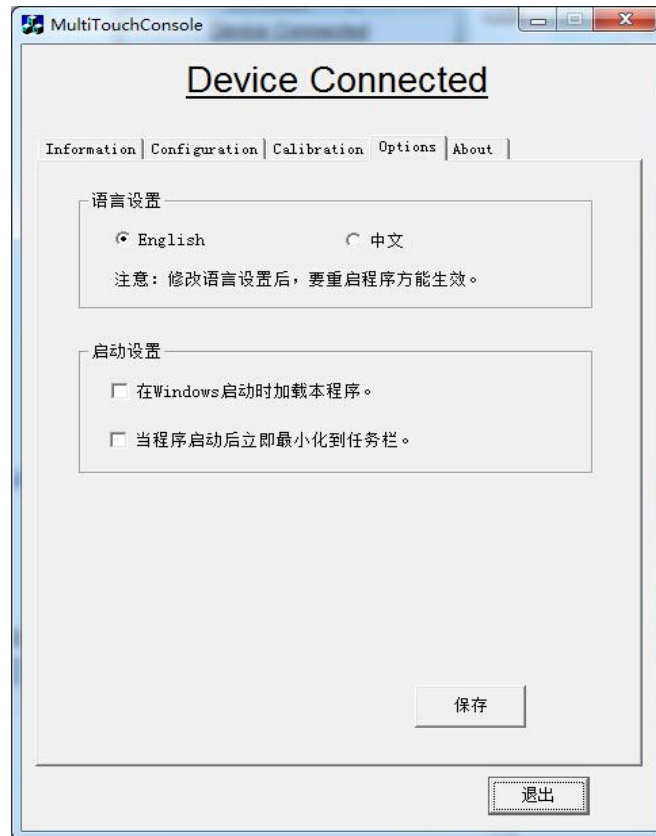 MultiTouchConsole
Device Connected
Information Configuration Calibration Options About
语言设置
English 中文
注意：修改语言设置后，要重启程序方能生效。
启动设置
在Windows启动时加载本程序。
当程序启动后立即最小化到任务栏。
保存
退出